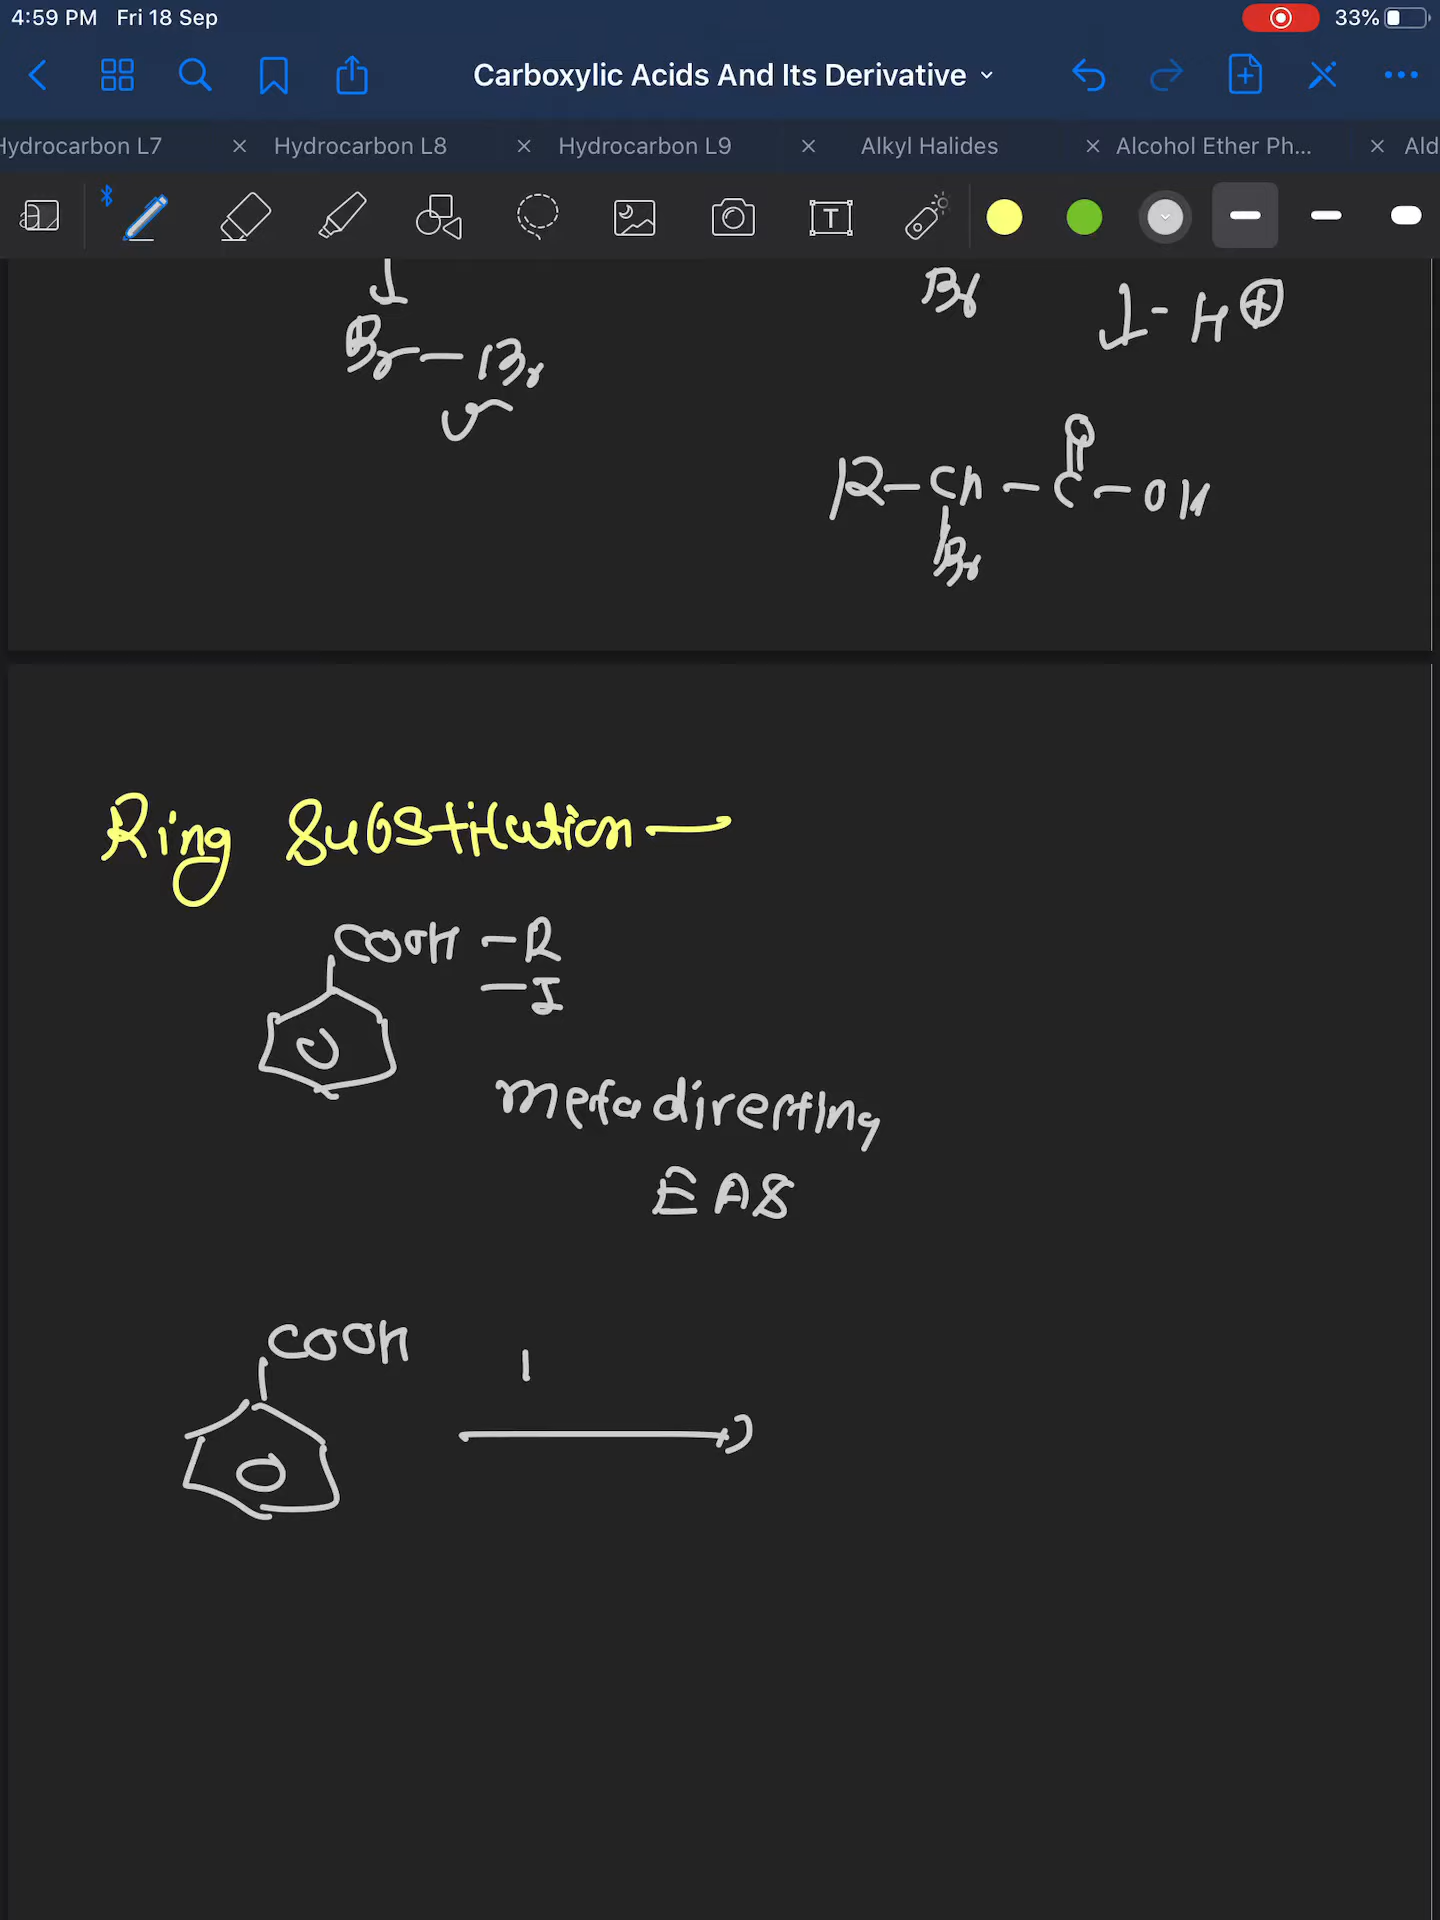 4:59 PM Fri 18 Sep 33%
Carboxylic Acids And Its Derivative
Hydrocarbon L7 × Hydrocarbon L8 × Hydrocarbon L9 × Alkyl Halides × Alcohol Ether Ph... × Ald
a T
Br
-H⊕
Br-Br
O
R-CH-C-OH
Br
Ring Substitution
COOH -R
-I
meta directing
EAS
COOH